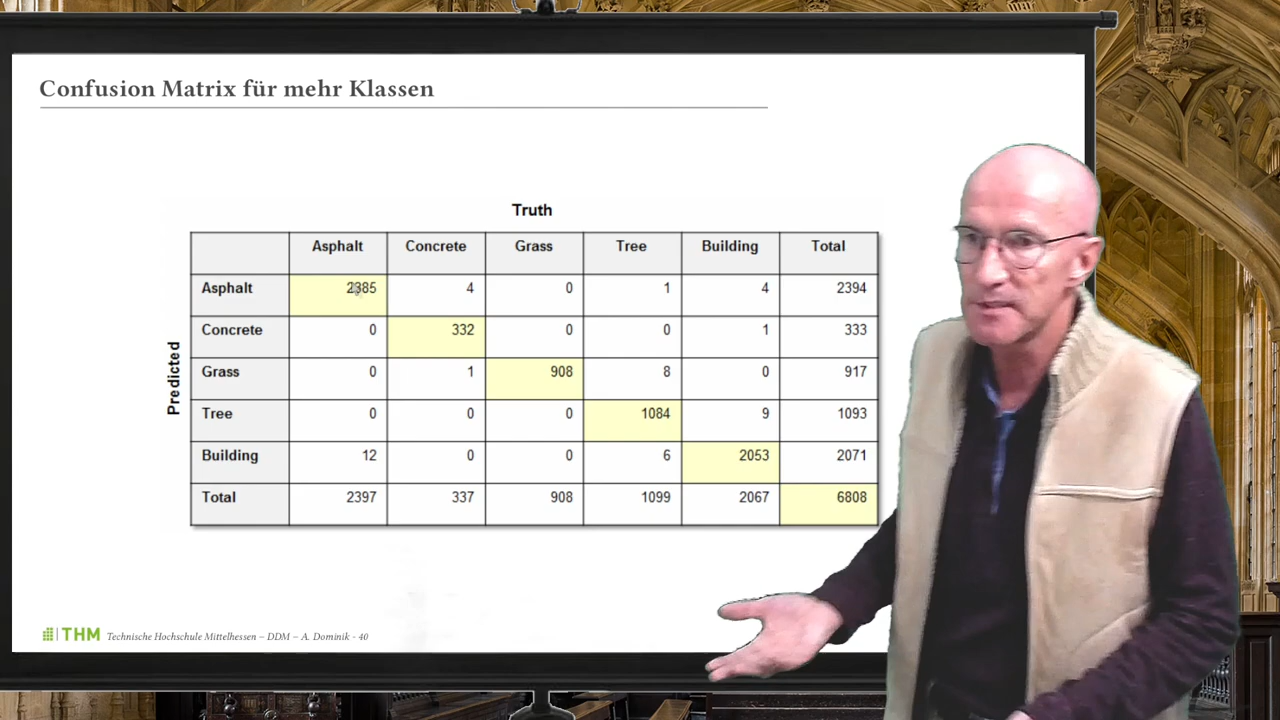 Confusion Matrix für mehr Klassen
Truth
Asphalt Concrete Grass Tree Building Total
Predicted
Asphalt 2385 4 0 1 4 2394
Concrete 0 332 0 0 1 333
Grass 0 1 908 8 0 917
Tree 0 0 0 1084 9 1093
Building 12 0 0 6 2053 2071
Total 2397 337 908 1099 2067 6808
THM Technische Hochschule Mittelhessen – DDM – A. Dominik - 40